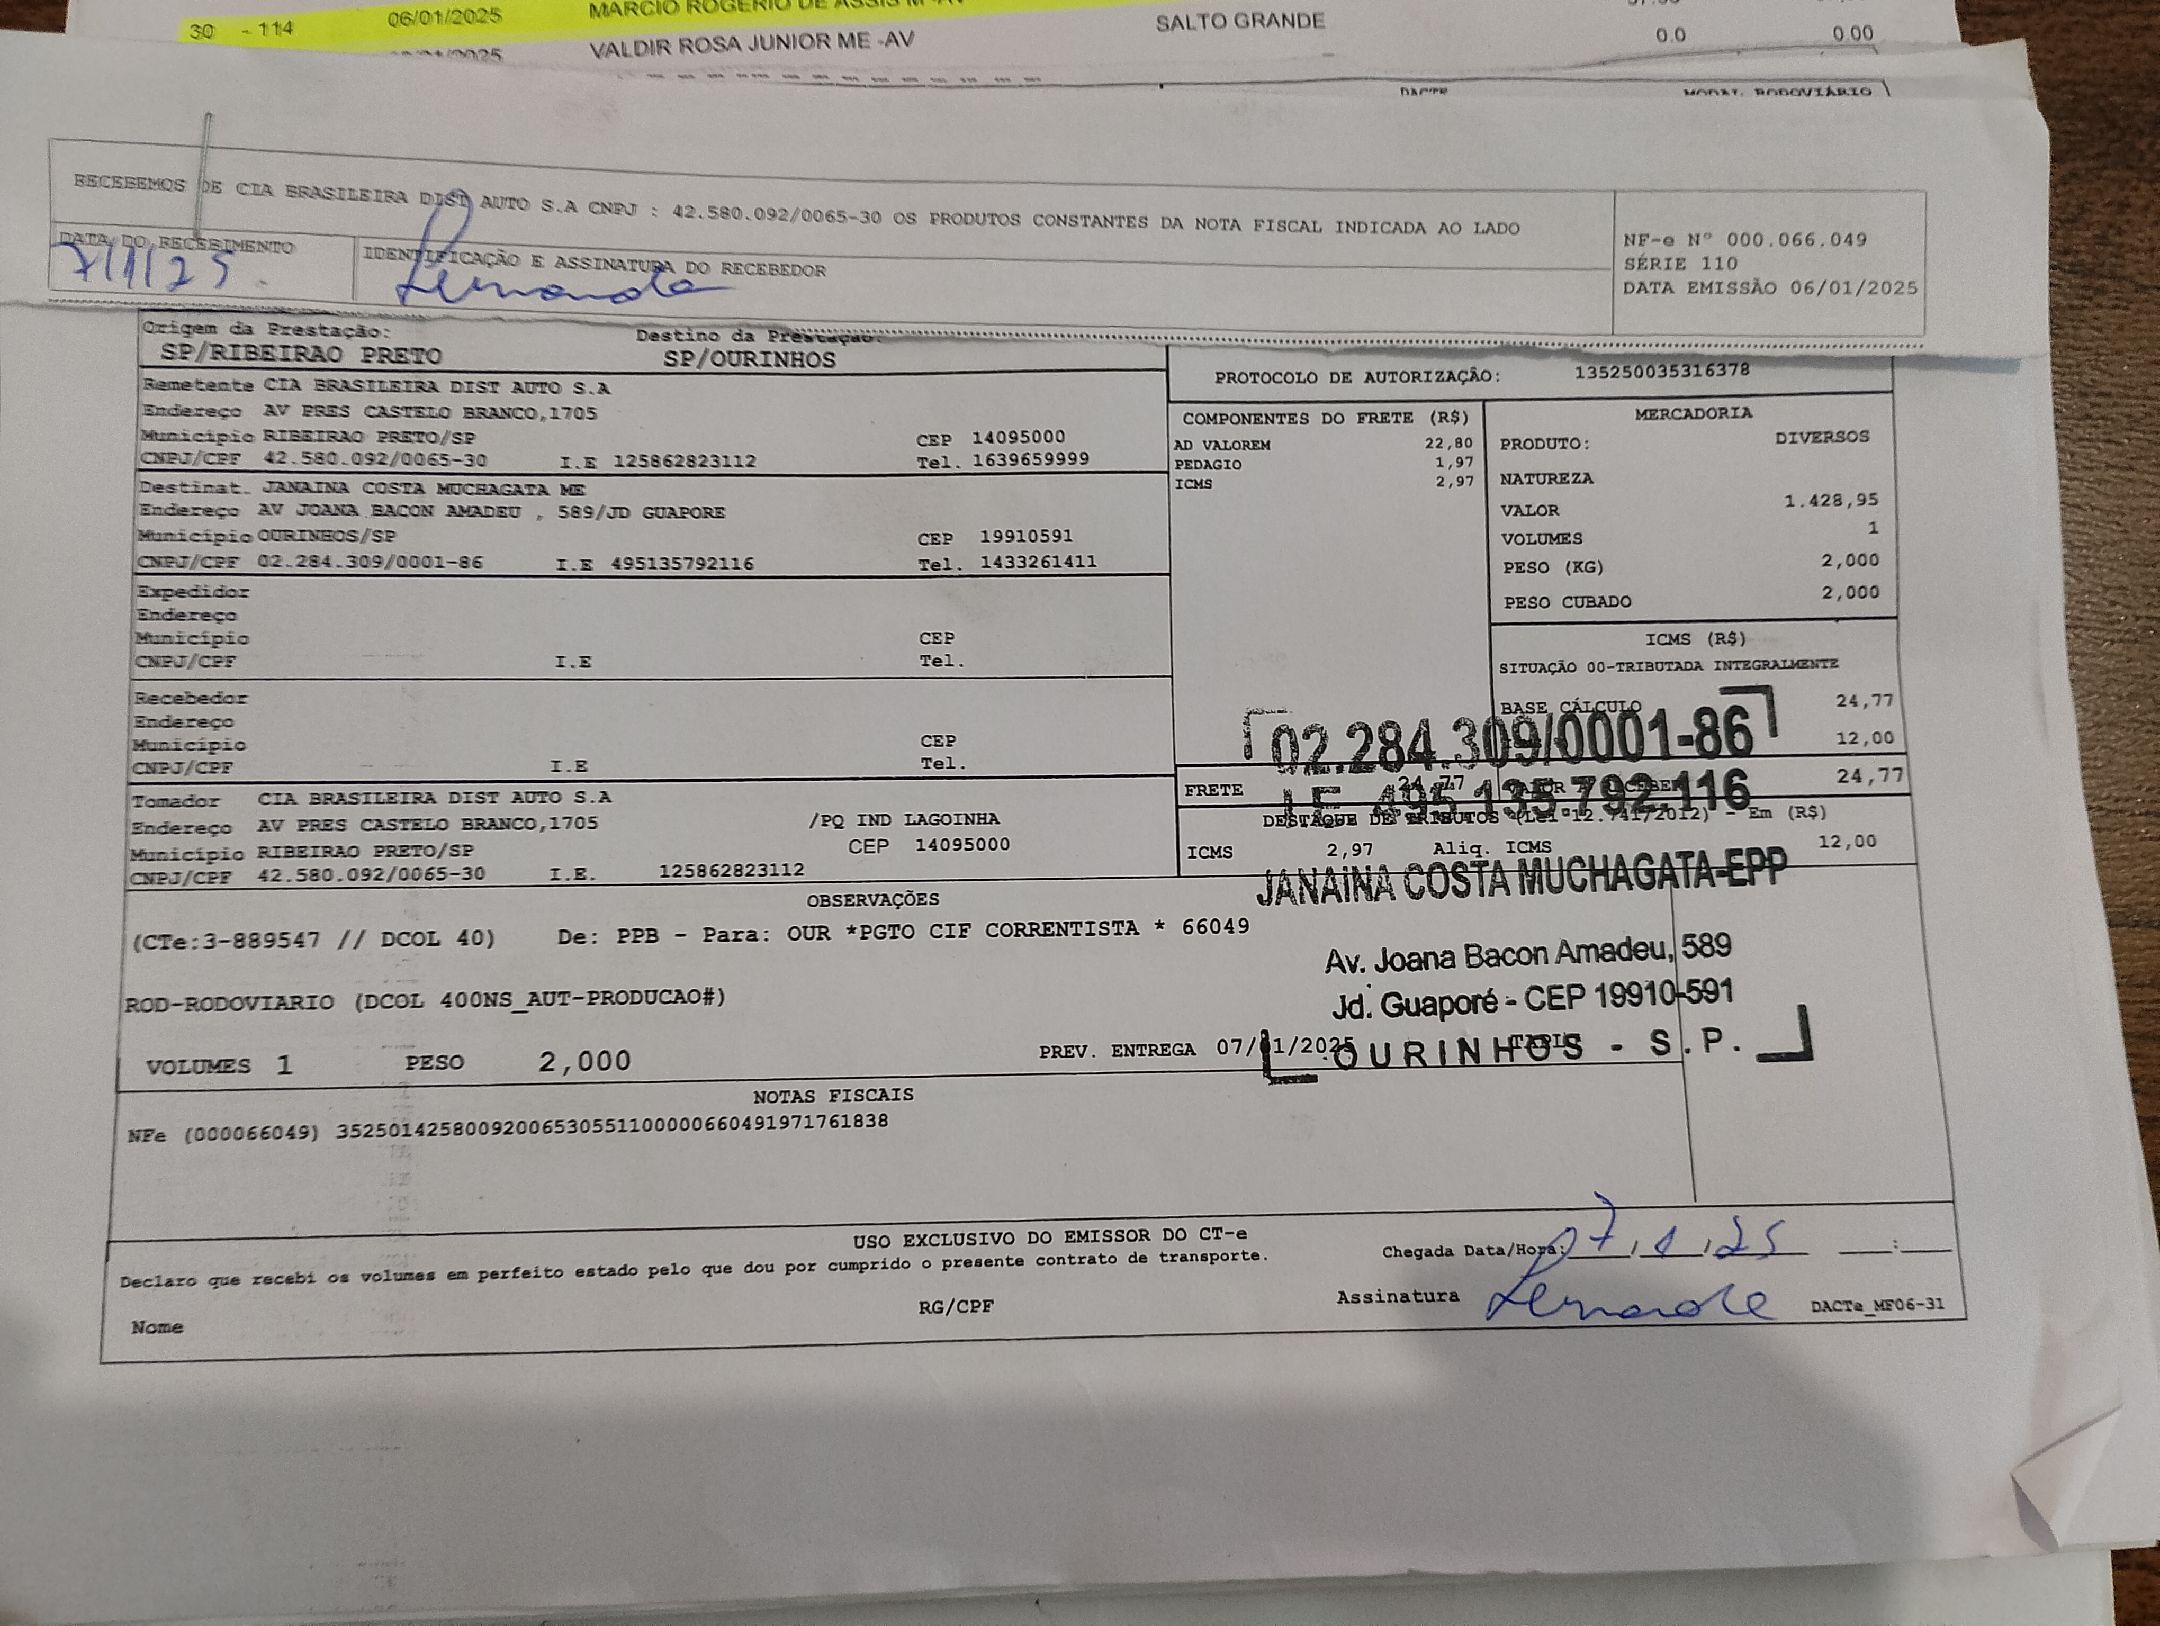 30 - 114 06/01/2025 MARCIO ROGERIO DE ASSIS M -AV
VALDIR ROSA JUNIOR ME -AV SALTO GRANDE 0.0 0.00
DACTE MODAL RODOVIÁRIO
RECEBEMOS DE CIA BRASILEIRA DIST AUTO S.A CNPJ : 42.580.092/0065-30 OS PRODUTOS CONSTANTES DA NOTA FISCAL INDICADA AO LADO
DATA DO RECEBIMENTO IDENTIFICAÇÃO E ASSINATURA DO RECEBEDOR
7/1/25.
NF-e Nº 000.066.049
SÉRIE 110
DATA EMISSÃO 06/01/2025
Origem da Prestação: Destino da Prestação:
SP/RIBEIRAO PRETO SP/OURINHOS
Remetente CIA BRASILEIRA DIST AUTO S.A
Endereço AV PRES CASTELO BRANCO,1705
Município RIBEIRAO PRETO/SP CEP 14095000
CNPJ/CPF 42.580.092/0065-30 I.E 125862823112 Tel. 1639659999
Destinat. JANAINA COSTA MUCHAGATA ME
Endereço AV JOANA BACON AMADEU , 589/JD GUAPORE
Município OURINHOS/SP CEP 19910591
CNPJ/CPF 02.284.309/0001-86 I.E 495135792116 Tel. 1433261411
Expedidor
Endereço
Município CEP
CNPJ/CPF I.E Tel.
Recebedor
Endereço
Município CEP
CNPJ/CPF I.E Tel.
Tomador CIA BRASILEIRA DIST AUTO S.A
Endereço AV PRES CASTELO BRANCO,1705 /PQ IND LAGOINHA
Município RIBEIRAO PRETO/SP CEP 14095000
CNPJ/CPF 42.580.092/0065-30 I.E. 125862823112
PROTOCOLO DE AUTORIZAÇÃO: 135250035316378
COMPONENTES DO FRETE (R$)
AD VALOREM 22,80
PEDAGIO 1,97
ICMS 2,97
MERCADORIA
PRODUTO: DIVERSOS
NATUREZA
VALOR 1.428,95
VOLUMES 1
PESO (KG) 2,000
PESO CUBADO 2,000
ICMS (R$)
SITUAÇÃO 00-TRIBUTADA INTEGRALMENTE
BASE CÁLCULO 24,77
12,00
FRETE 24,77 24,77
DESTAQUE DE TRIBUTOS (Lei 12.741/2012) - Em (R$)
ICMS 2,97 Aliq. ICMS 12,00
02.284.309/0001-86
I.E. 495.135.792.116
JANAINA COSTA MUCHAGATA-EPP
Av. Joana Bacon Amadeu, 589
Jd. Guaporé - CEP 19910-591
OURINHOS - S.P.
OBSERVAÇÕES
(CTe:3-889547 // DCOL 40) De: PPB - Para: OUR *PGTO CIF CORRENTISTA * 66049
ROD-RODOVIARIO (DCOL 400NS_AUT-PRODUCAO#)
VOLUMES 1 PESO 2,000 PREV. ENTREGA 07/01/2025
NOTAS FISCAIS
NFe (000066049) 35250142580092006530551100000660491971761838
USO EXCLUSIVO DO EMISSOR DO CT-e
Declaro que recebi os volumes em perfeito estado pelo que dou por cumprido o presente contrato de transporte.
Chegada Data/Hora: 07/1/25 :
Nome RG/CPF Assinatura DACTe_MF06-31